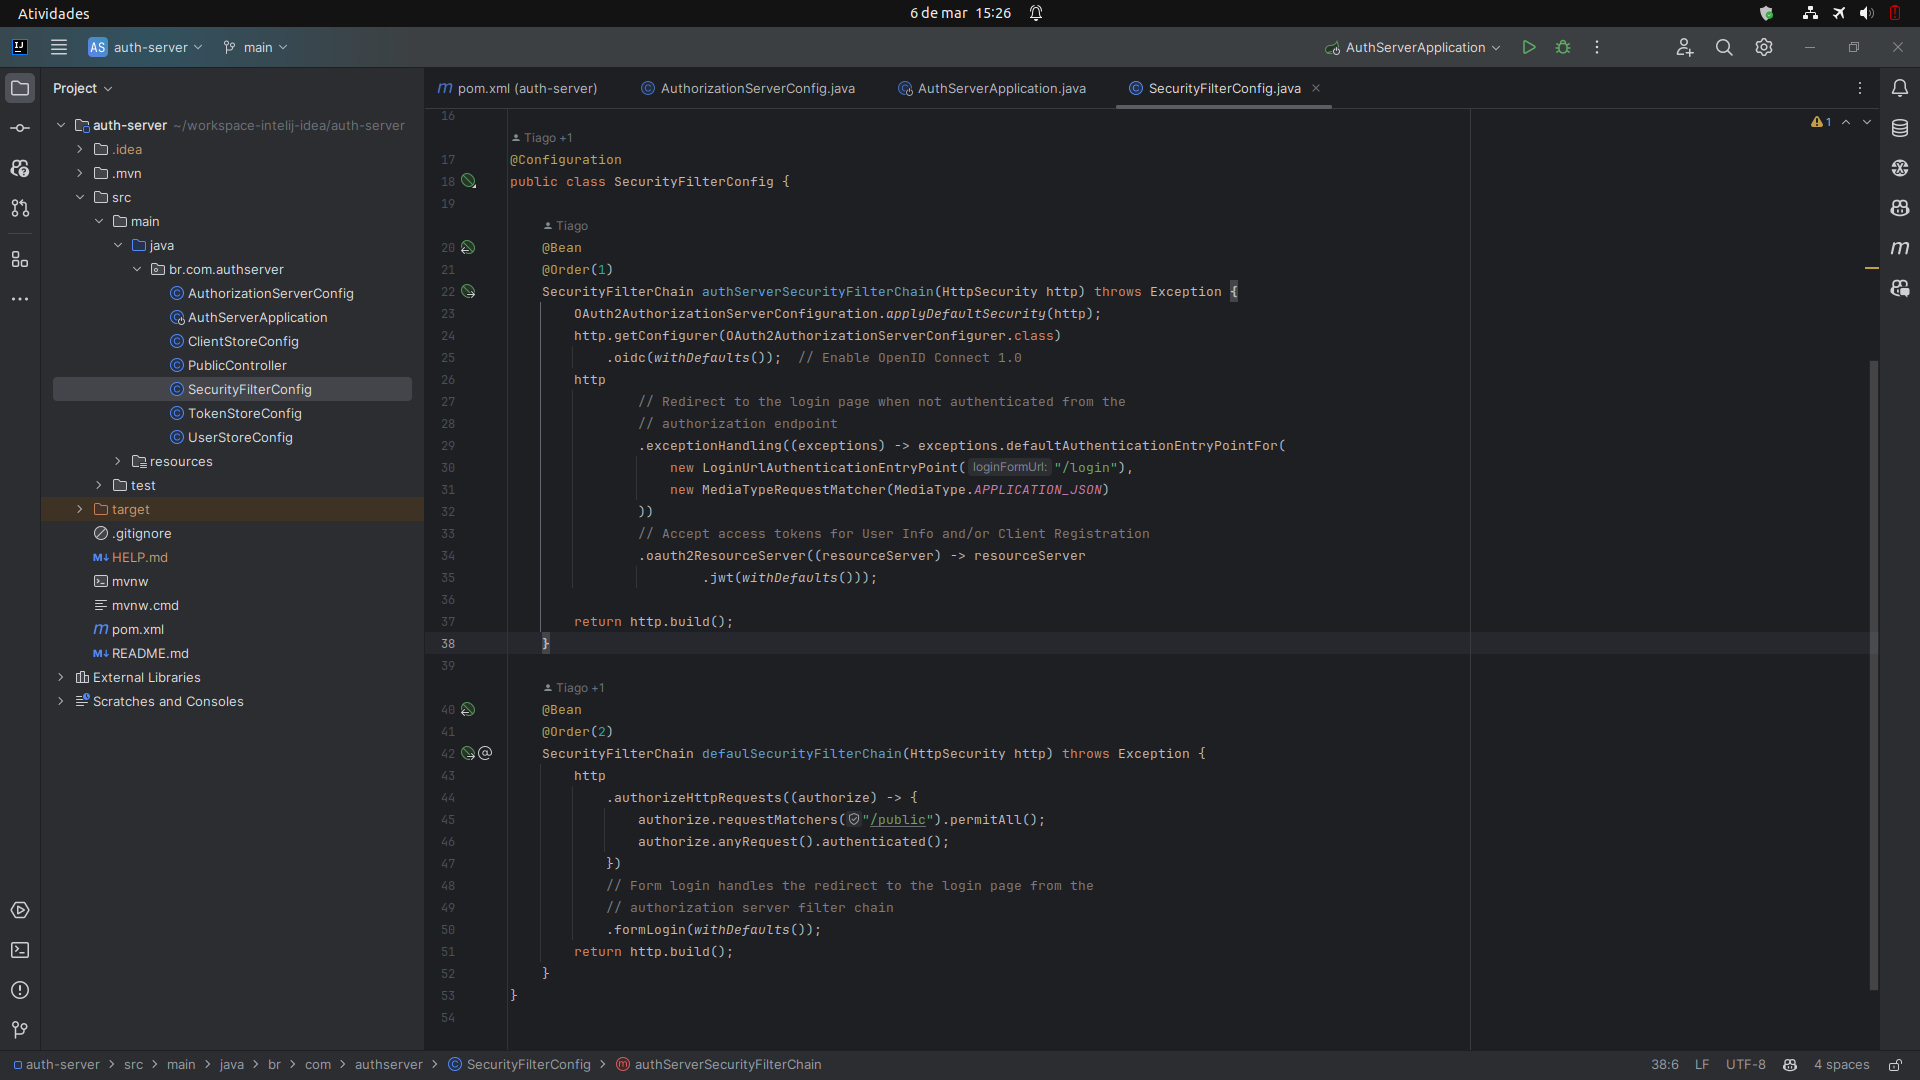 Atividades
6 de mar 15:26
AS auth-server
main
AuthServerApplication
Project
pom.xml (auth-server)
AuthorizationServerConfig.java
AuthServerApplication.java
SecurityFilterConfig.java
auth-server ~/workspace-intelij-idea/auth-server
.idea
.mvn
src
main
java
br.com.authserver
AuthorizationServerConfig
AuthServerApplication
ClientStoreConfig
PublicController
SecurityFilterConfig
TokenStoreConfig
UserStoreConfig
resources
test
target
.gitignore
HELP.md
mvnw
mvnw.cmd
pom.xml
README.md
External Libraries
Scratches and Consoles
1
16
Tiago +1
17 @Configuration
18 public class SecurityFilterConfig {
19
Tiago
20 @Bean
21 @Order(1)
22 SecurityFilterChain authServerSecurityFilterChain(HttpSecurity http) throws Exception {
23 OAuth2AuthorizationServerConfiguration.applyDefaultSecurity(http);
24 http.getConfigurer(OAuth2AuthorizationServerConfigurer.class)
25 .oidc(withDefaults()); // Enable OpenID Connect 1.0
26 http
27 // Redirect to the login page when not authenticated from the
28 // authorization endpoint
29 .exceptionHandling((exceptions) -> exceptions.defaultAuthenticationEntryPointFor(
30 new LoginUrlAuthenticationEntryPoint( loginFormUrl: "/login"),
31 new MediaTypeRequestMatcher(MediaType.APPLICATION_JSON)
32 ))
33 // Accept access tokens for User Info and/or Client Registration
34 .oauth2ResourceServer((resourceServer) -> resourceServer
35 .jwt(withDefaults()));
36
37 return http.build();
38 }
39
Tiago +1
40 @Bean
41 @Order(2)
42 SecurityFilterChain defaulSecurityFilterChain(HttpSecurity http) throws Exception {
43 http
44 .authorizeHttpRequests((authorize) -> {
45 authorize.requestMatchers("/public").permitAll();
46 authorize.anyRequest().authenticated();
47 })
48 // Form login handles the redirect to the login page from the
49 // authorization server filter chain
50 .formLogin(withDefaults());
51 return http.build();
52 }
53 }
54
auth-server > src > main > java > br > com > authserver > SecurityFilterConfig > authServerSecurityFilterChain
38:6 LF UTF-8 4 spaces